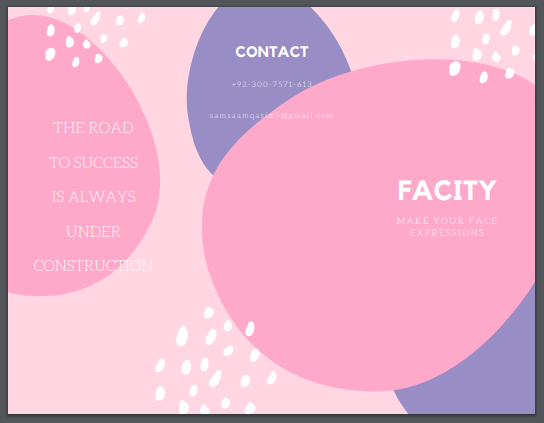 CONTACT
+92-300-7571-613
samsaamqasim5@gmail.com
THE ROAD
TO SUCCESS
IS ALWAYS
UNDER
CONSTRUCTION
FACITY
MAKE YOUR FACE
EXPRESSIONS